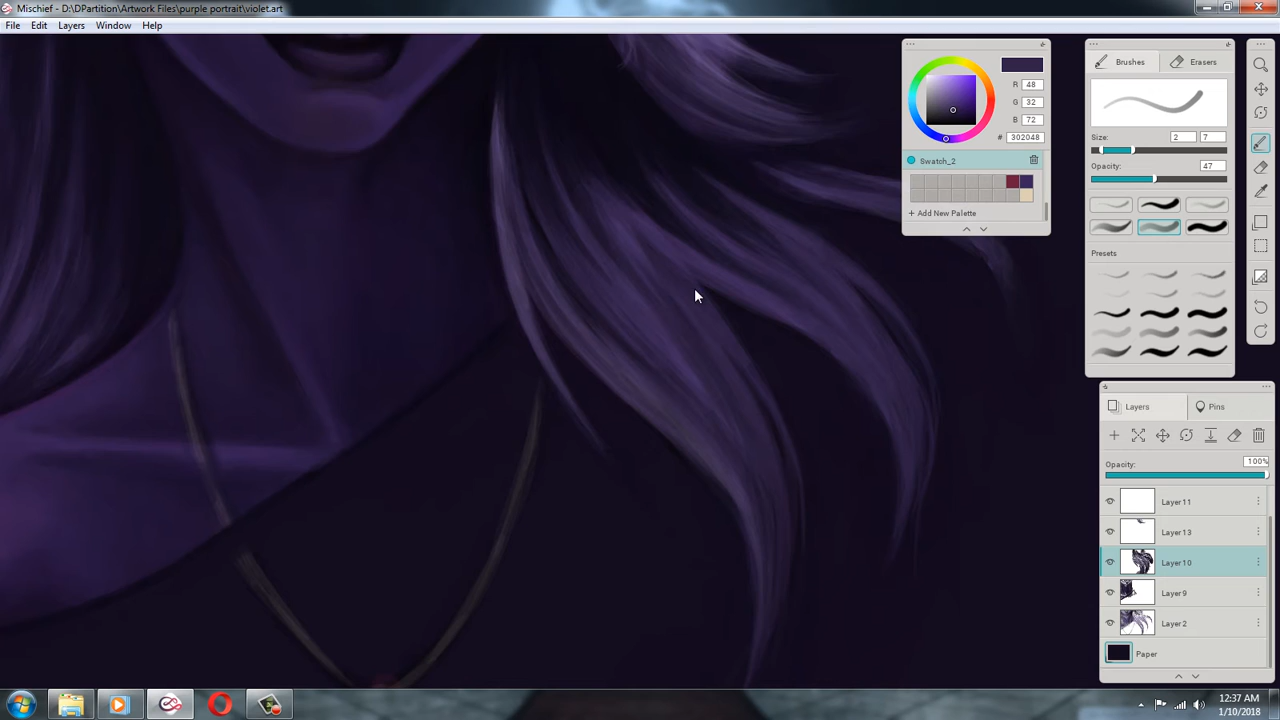 Mischief - D:\DPartition\Artwork Files\purple portrait\violet.art
File Edit Layers Window Help
R 48
G 32
B 72
# 302048
Swatch_2
+ Add New Palette
Brushes Erasers
Size: 2 7
Opacity: 47
Presets
Layers Pins
Opacity: 100%
Layer 11
Layer 13
Layer 10
Layer 9
Layer 2
Paper
12:37 AM
1/10/2018